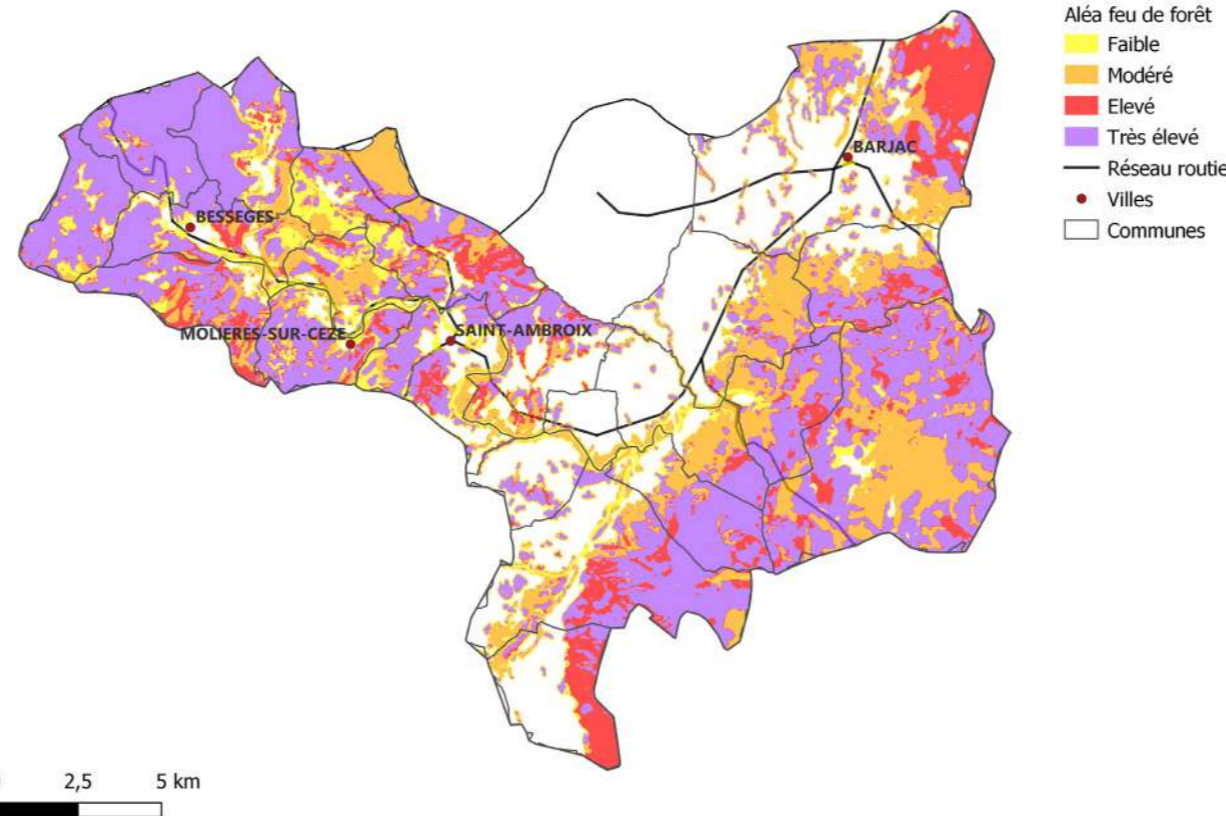 Aléa feu de forêt
Faible
Modéré
Elevé
Très élevé
Réseau routie
Villes
Communes
BARJAC
BESSEGES
MOLIERES-SUR-CEZE
SAINT-AMBROIX
2,5 5 km